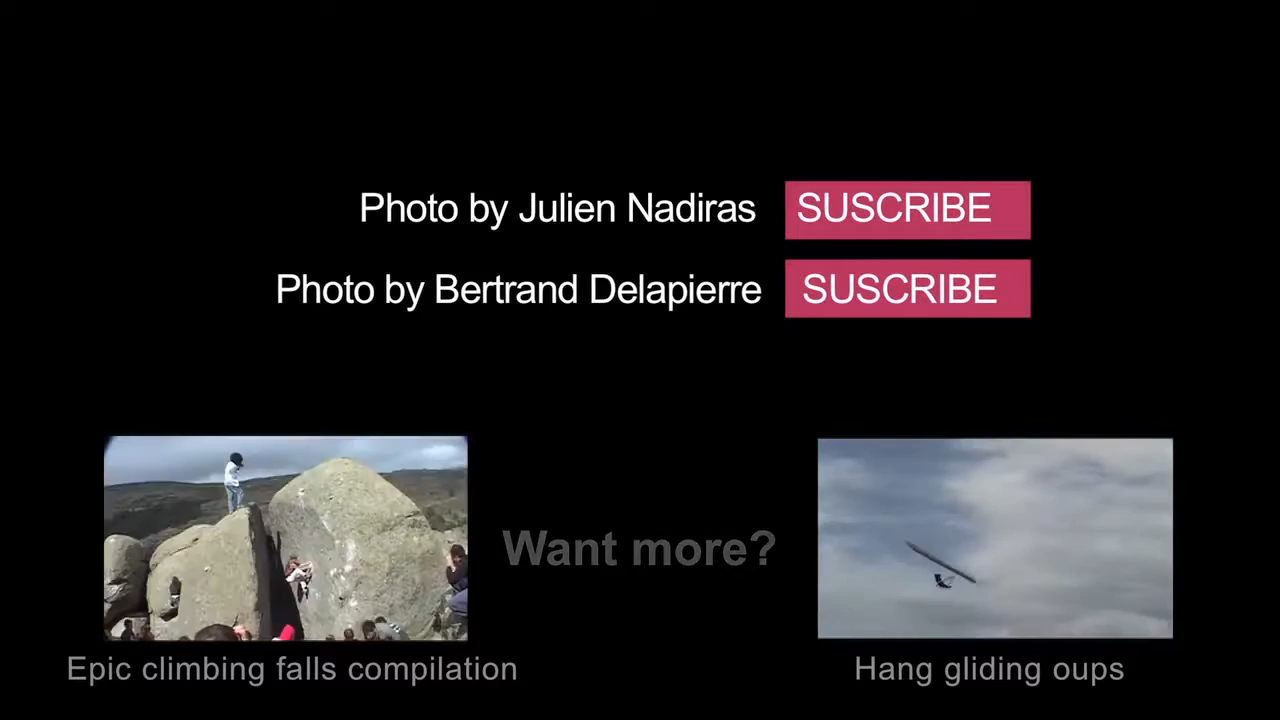 Photo by Julien Nadiras SUSCRIBE
Photo by Bertrand Delapierre SUSCRIBE
Want more?
Epic climbing falls compilation
Hang gliding oups